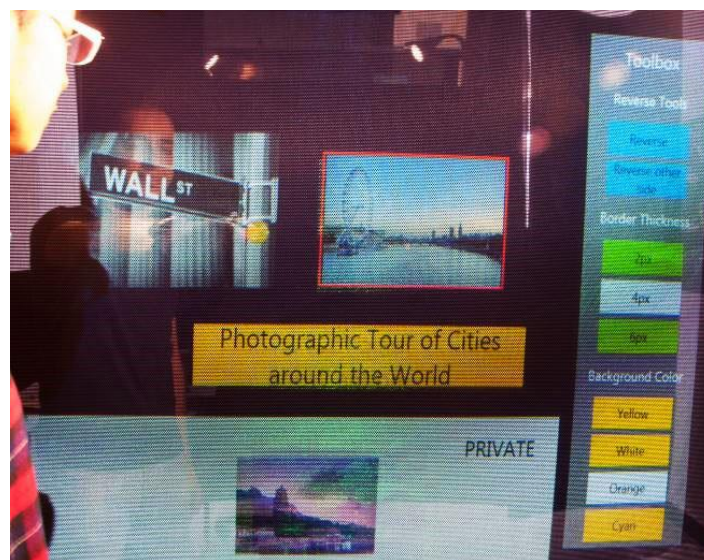 WALL ST
Photographic Tour of Cities
around the World
PRIVATE
Toolbox
Reverse Tools
Reverse
Reverse other
side
Border Thickness
2px
4px
6px
Background Color
Yellow
White
Orange
Cyan